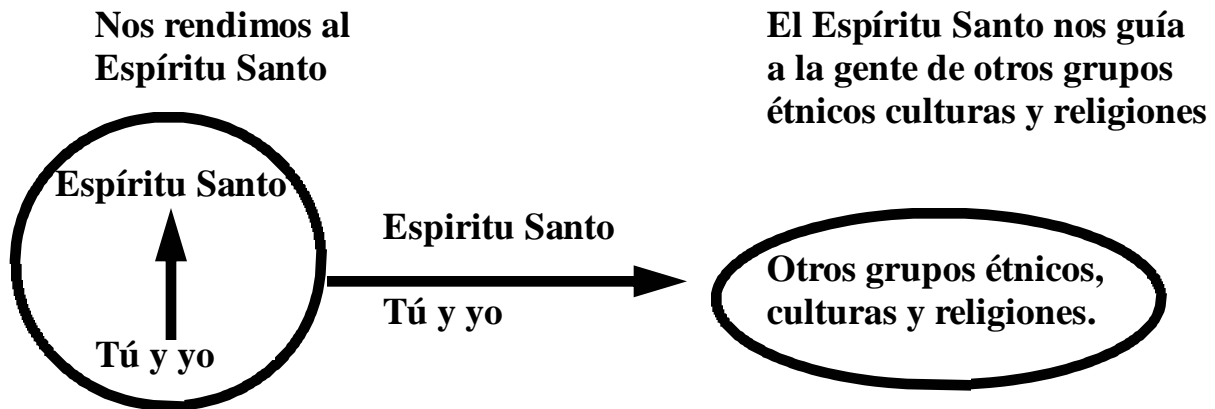 Nos rendimos al
Espíritu Santo
El Espíritu Santo nos guía
a la gente de otros grupos
étnicos culturas y religiones
Espíritu Santo
Tú y yo
Espiritu Santo
Tú y yo
Otros grupos étnicos,
culturas y religiones.